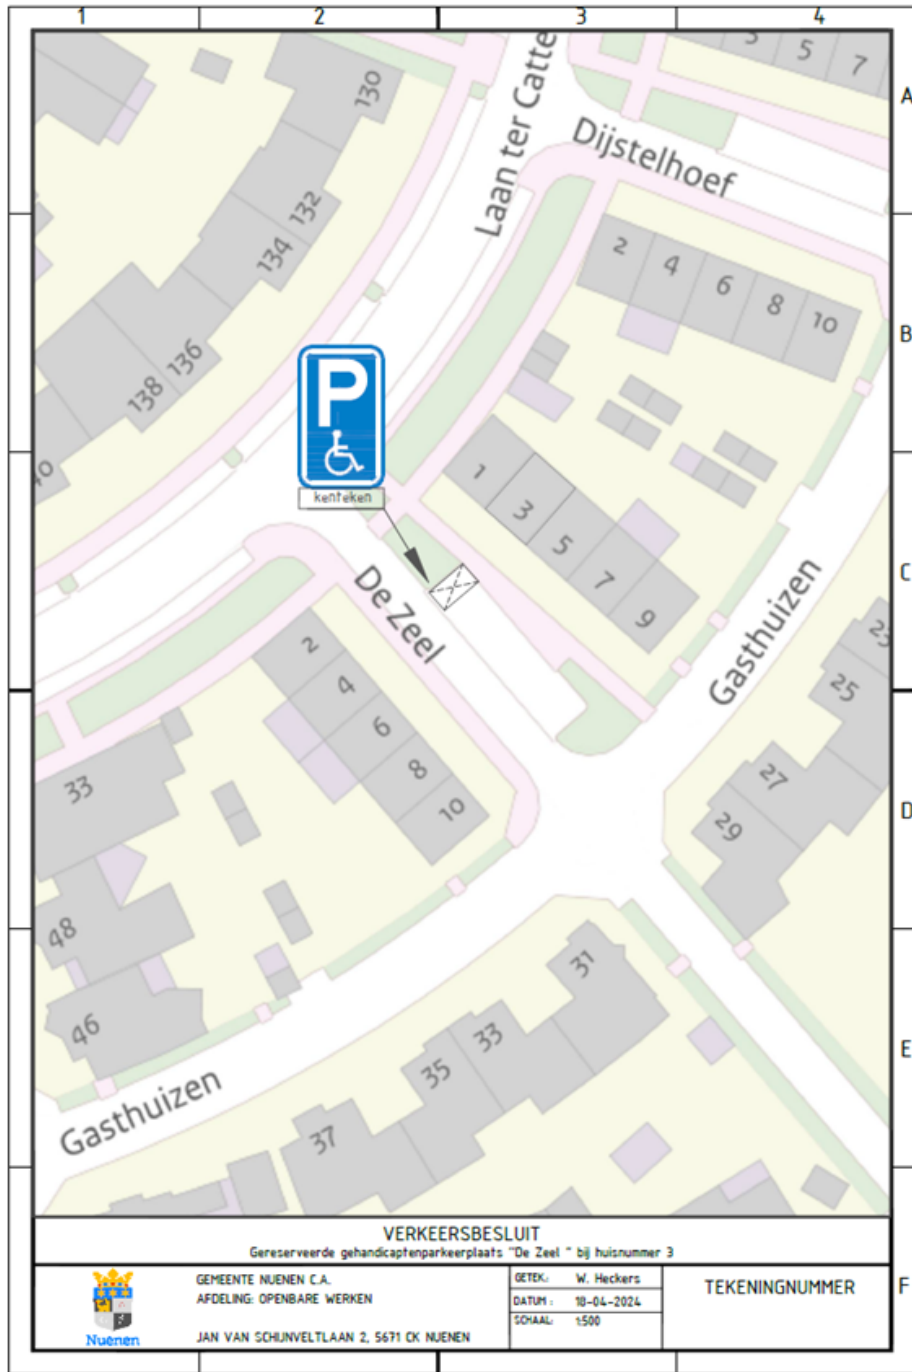 1 2 3 4
A
B
C
D
E
F
130
132
134
136
138
40
Laan ter Catte
Dijstelhoef
3 5 7
2 4 6 8 10
P
kenteken
1 3 5 7 9
De Zeel
2 4 6 8 10
Gasthuizen
23
25
27
29
33
48
46
31
33
35
37
Gasthuizen
VERKEERSBESLUIT
Gereserveerde gehandicaptenparkeerplaats "De Zeel " bij huisnummer 3
Nuenen
GEMEENTE NUENEN C.A.
AFDELING: OPENBARE WERKEN
JAN VAN SCHIJNVELTLAAN 2, 5671 CK NUENEN
GETEK.: W. Heckers
DATUM : 18-04-2024
SCHAAL: 1:500
TEKENINGNUMMER